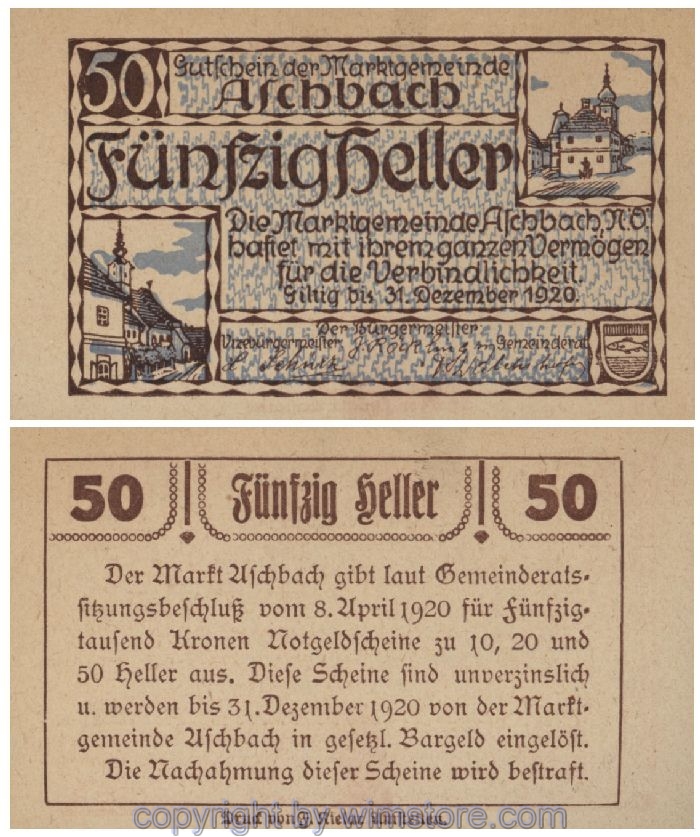 50
Gutschein der Marktgemeinde
Aschbach
Fünfzig Heller
Die Marktgemeinde Aschbach, N.Ö.
haftet mit ihrem ganzen Vermögen
für die Verbindlichkeit.
Giltig bis 31. Dezember 1920.
Der Bürgermeister
Vizebürgermeister
Gemeinderat
50 Fünfzig Heller 50
Der Markt Aschbach gibt laut Gemeinderats-
sitzungsbeschluß vom 8. April 1920 für Fünfzig-
tausend Kronen Notgeldscheine zu 10, 20 und
50 Heller aus. Diese Scheine sind unverzinslich
u. werden bis 31. Dezember 1920 von der Markt-
gemeinde Aschbach in gesetzl. Bargeld eingelöst.
Die Nachahmung dieser Scheine wird bestraft.
Druck von Amstetten.
copyright by wimstore.com